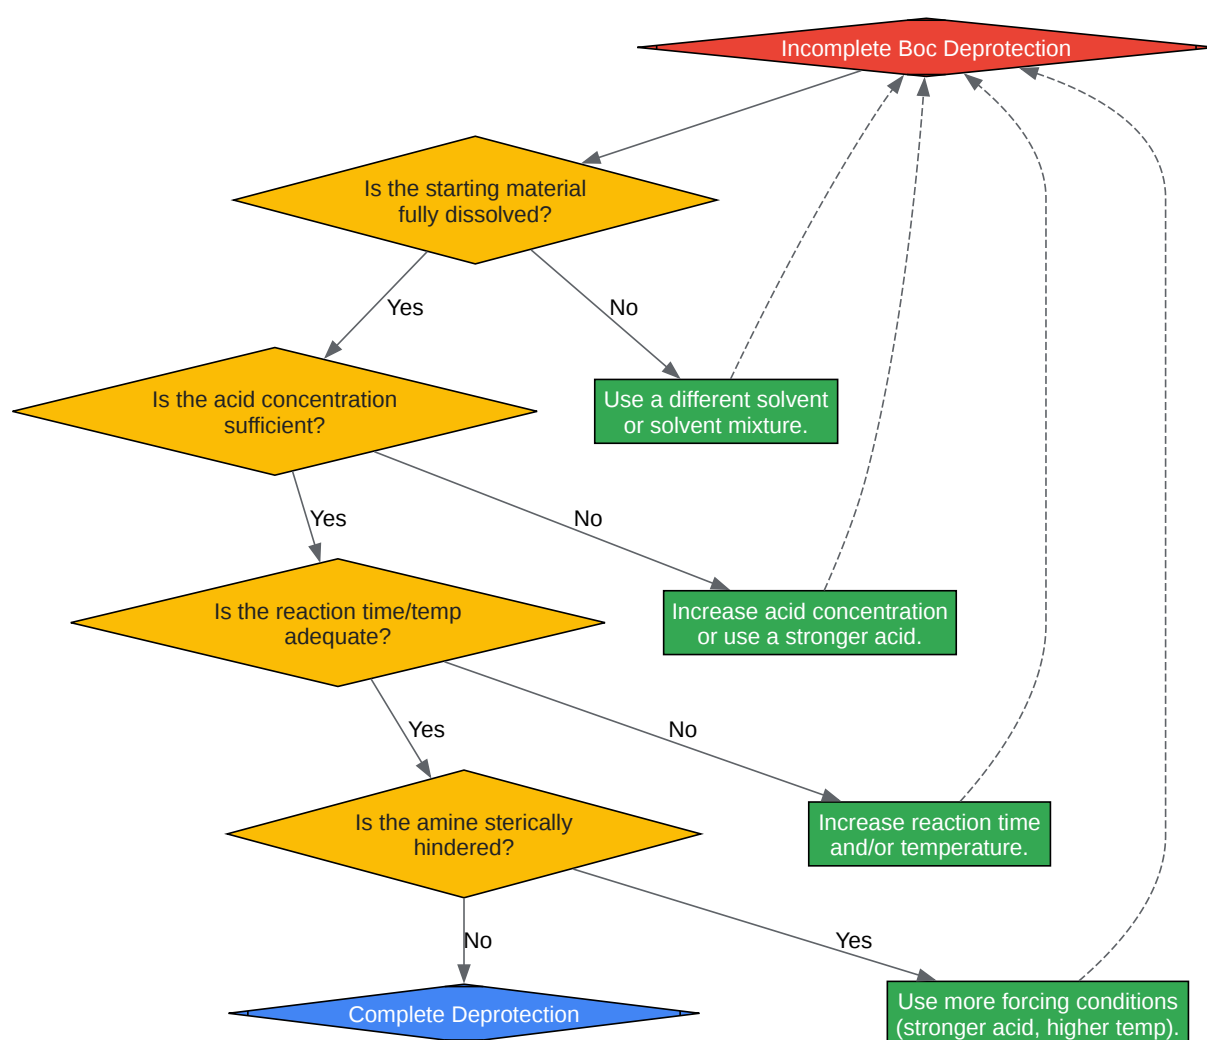 Incomplete Boc Deprotection
Is the starting material
fully dissolved?
Yes
No
Is the acid concentration
sufficient?
Use a different solvent
or solvent mixture.
Yes
No
Is the reaction time/temp
adequate?
Increase acid concentration
or use a stronger acid.
Yes
No
Is the amine sterically
hindered?
Increase reaction time
and/or temperature.
No
Yes
Complete Deprotection
Use more forcing conditions
(stronger acid, higher temp).